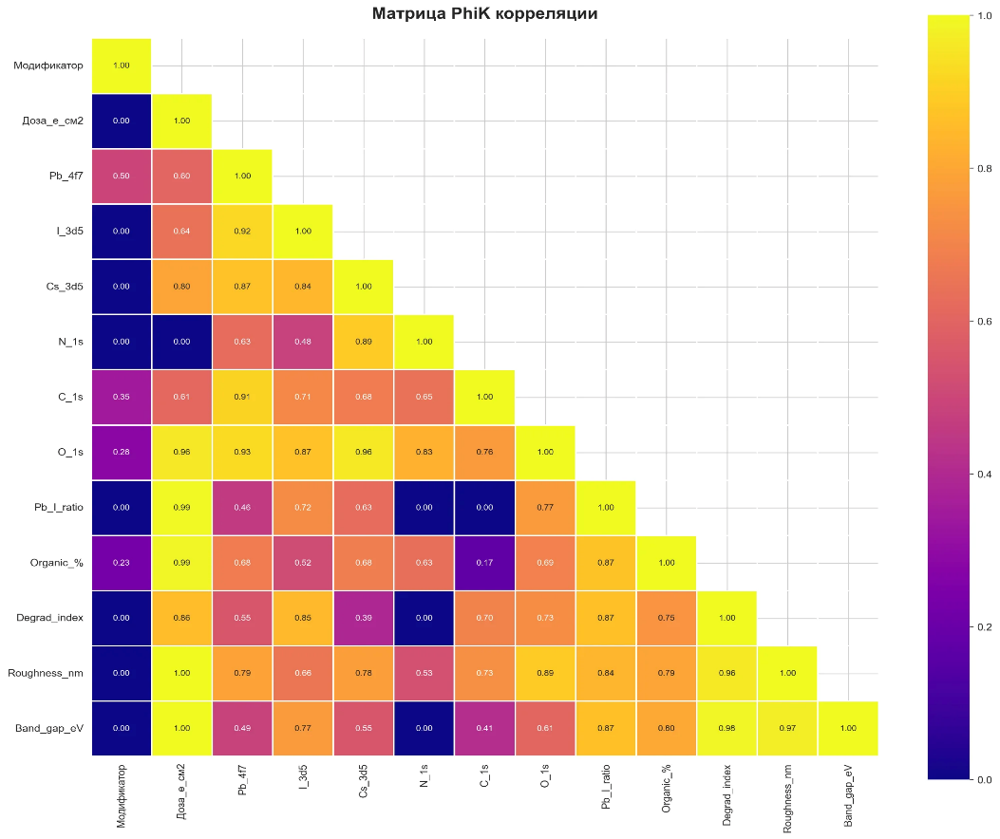 Матрица PhiK корреляции
1.0
Модификатор 1.00
Доза_е_см2 0.00 1.00
Pb_4f7 0.50 0.60 1.00
0.8
I_3d5 0.00 0.64 0.92 1.00
Cs_3d5 0.00 0.80 0.87 0.84 1.00
0.6
N_1s 0.00 0.00 0.63 0.48 0.89 1.00
C_1s 0.35 0.61 0.91 0.71 0.68 0.65 1.00
O_1s 0.28 0.96 0.93 0.87 0.96 0.83 0.76 1.00
0.4
Pb_I_ratio 0.00 0.99 0.46 0.72 0.63 0.00 0.00 0.77 1.00
Organic_% 0.23 0.99 0.68 0.52 0.68 0.63 0.17 0.69 0.87 1.00
Degrad_index 0.00 0.86 0.55 0.85 0.39 0.00 0.70 0.73 0.87 0.75 1.00
0.2
Roughness_nm 0.00 1.00 0.79 0.66 0.78 0.53 0.73 0.89 0.84 0.79 0.96 1.00
Band_gap_eV 0.00 1.00 0.49 0.77 0.55 0.00 0.41 0.61 0.87 0.80 0.98 0.97 1.00
0.0
Модификатор Доза_е_см2 Pb_4f7 I_3d5 Cs_3d5 N_1s C_1s O_1s Pb_I_ratio Organic_% Degrad_index Roughness_nm Band_gap_eV